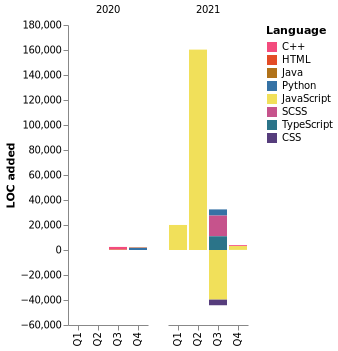 2020
2021
LOC added
180,000
160,000
140,000
120,000
100,000
80,000
60,000
40,000
20,000
0
−20,000
−40,000
−60,000
Q1
Q2
Q3
Q4
Q1
Q2
Q3
Q4
Language
C++
HTML
Java
Python
JavaScript
SCSS
TypeScript
CSS